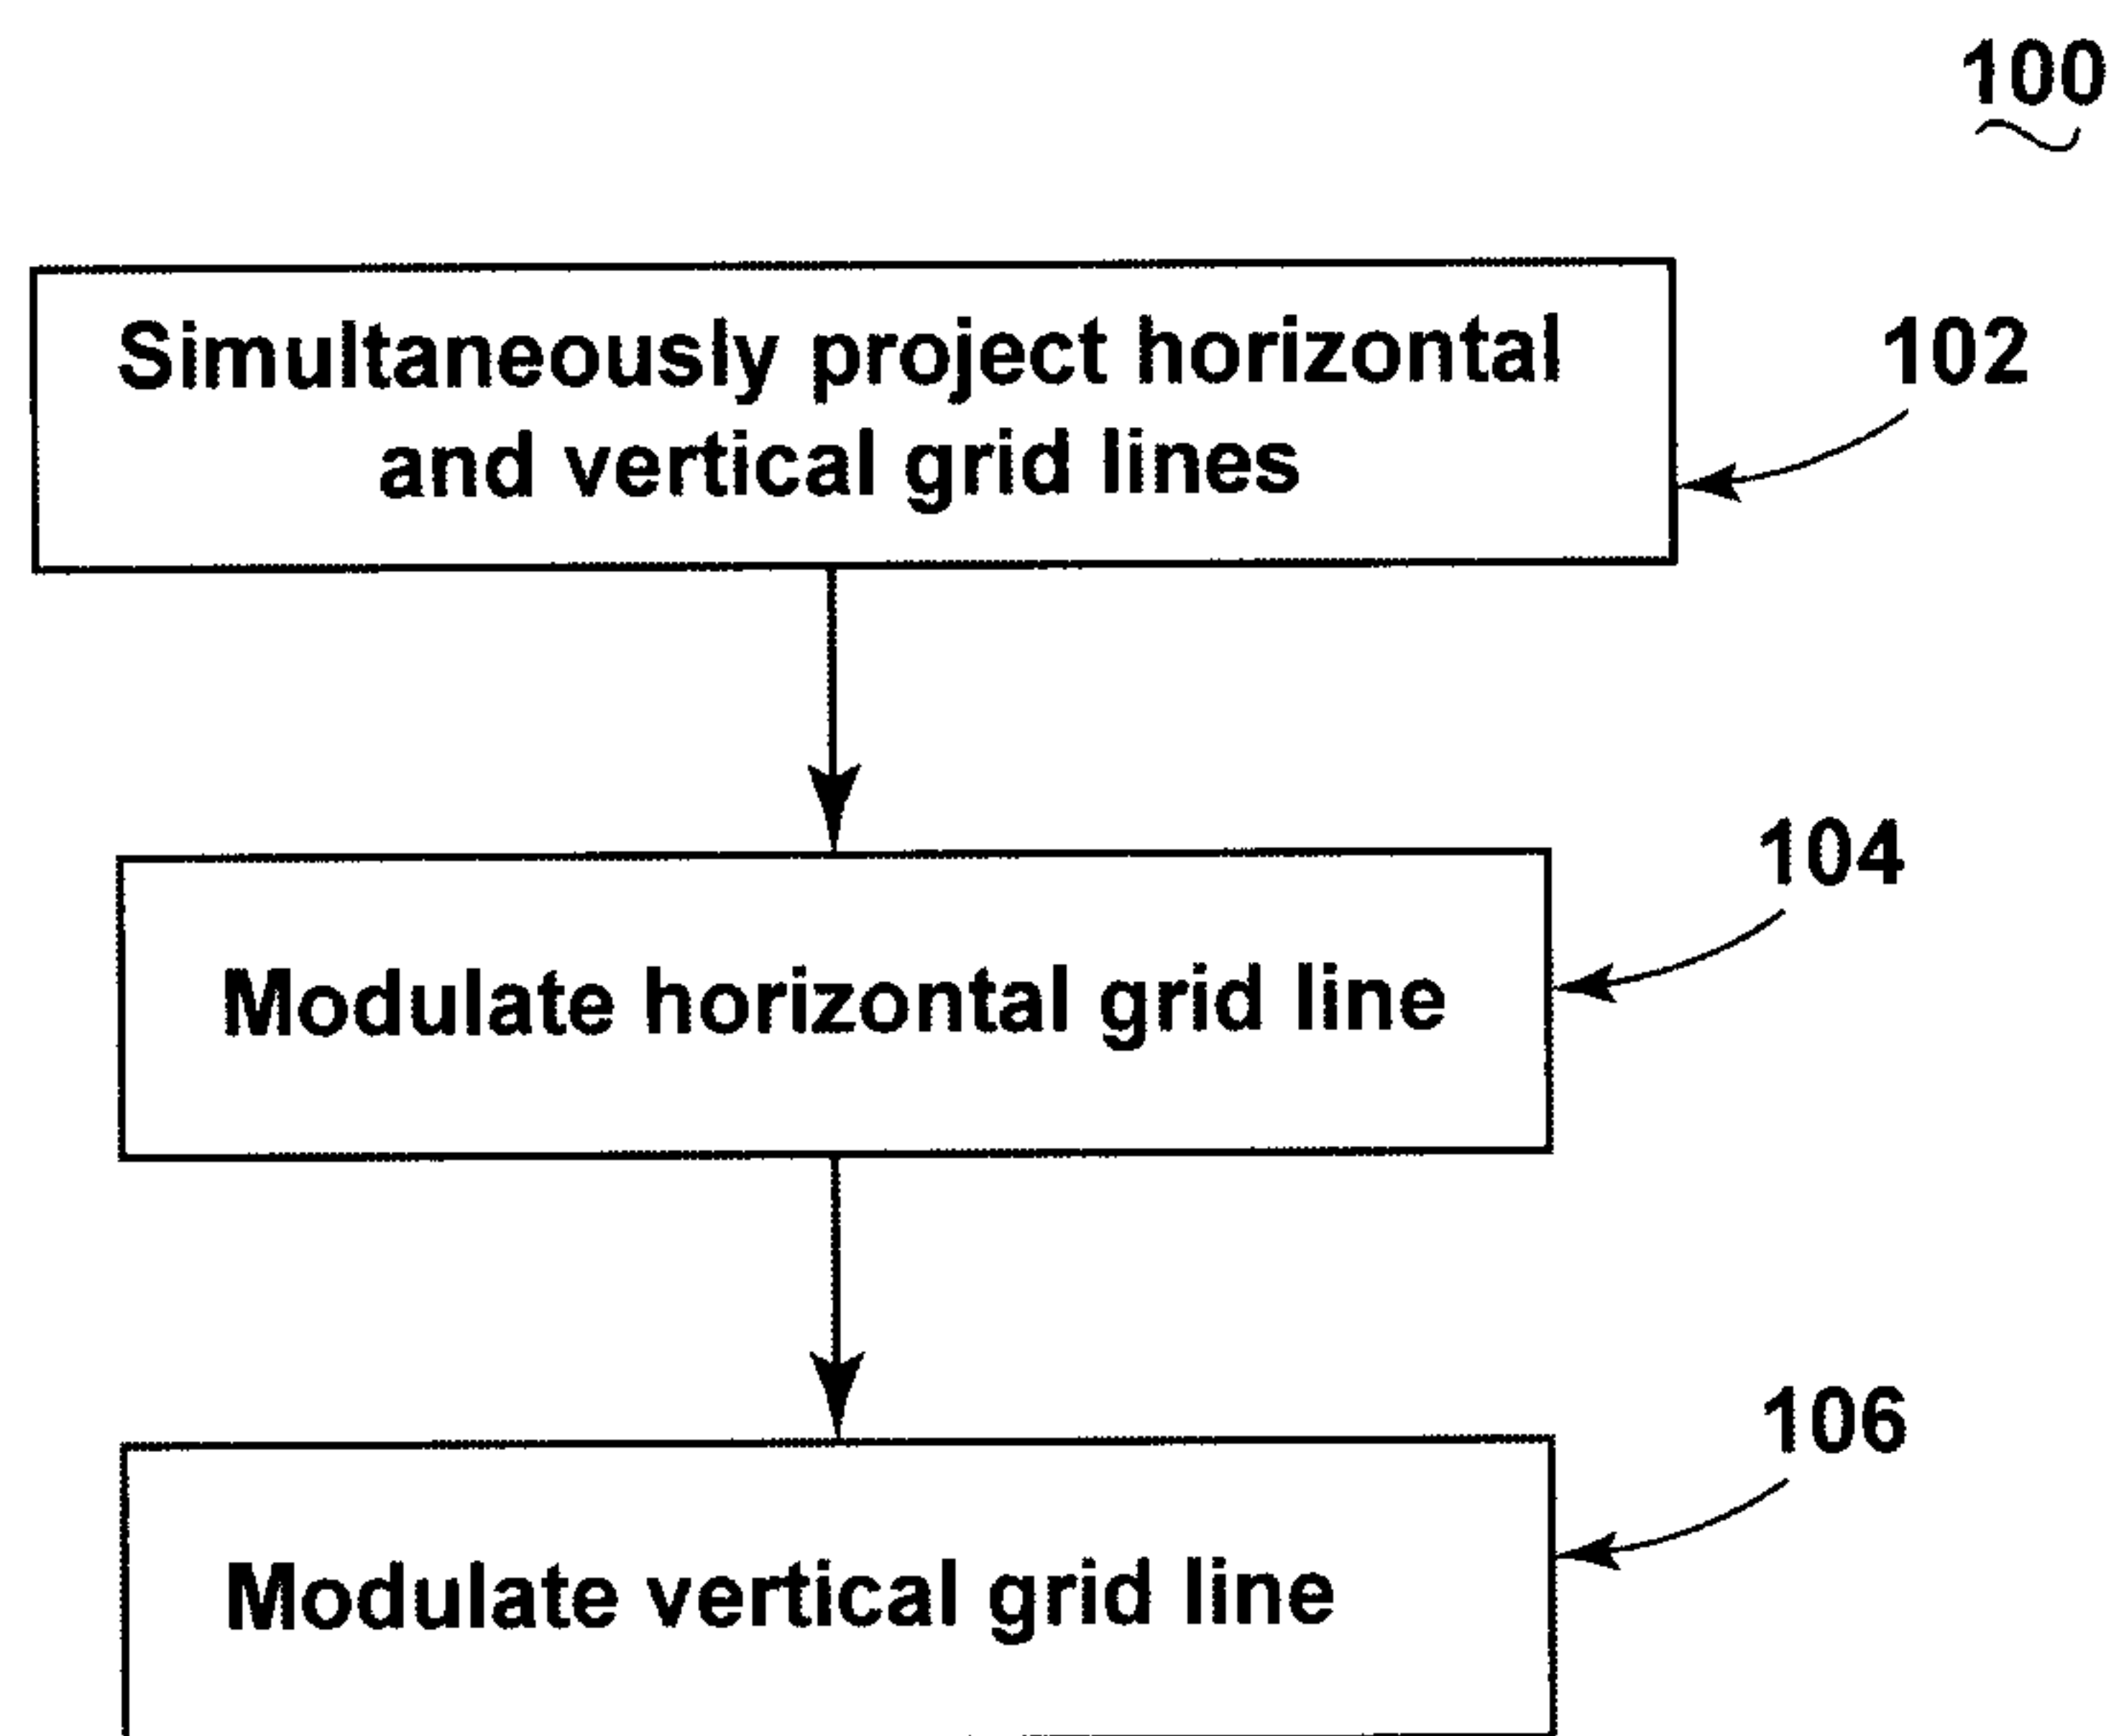 100
Simultaneously project horizontal
and vertical grid lines
102
Modulate horizontal grid line
104
Modulate vertical grid line
106